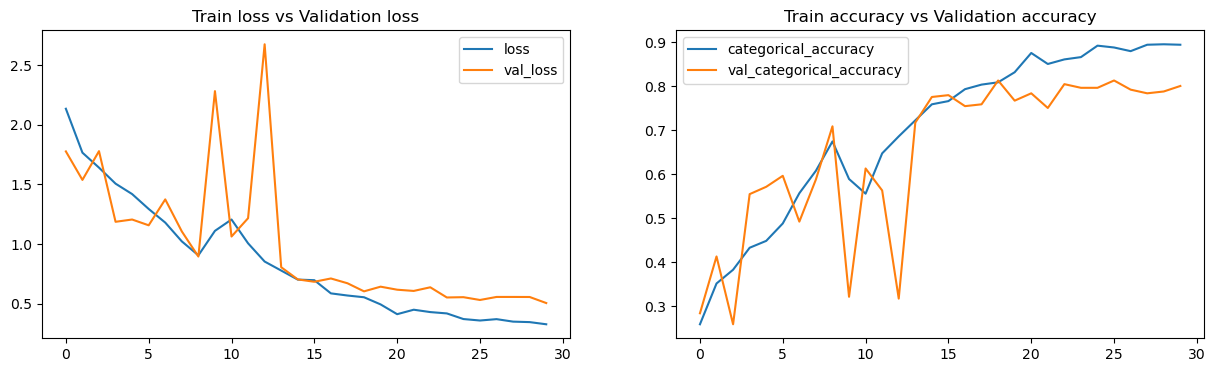 Train loss vs Validation loss
loss
val_loss
2.5
2.0
1.5
1.0
0.5
0 5 10 15 20 25 30
Train accuracy vs Validation accuracy
categorical_accuracy
val_categorical_accuracy
0.9
0.8
0.7
0.6
0.5
0.4
0.3
0 5 10 15 20 25 30